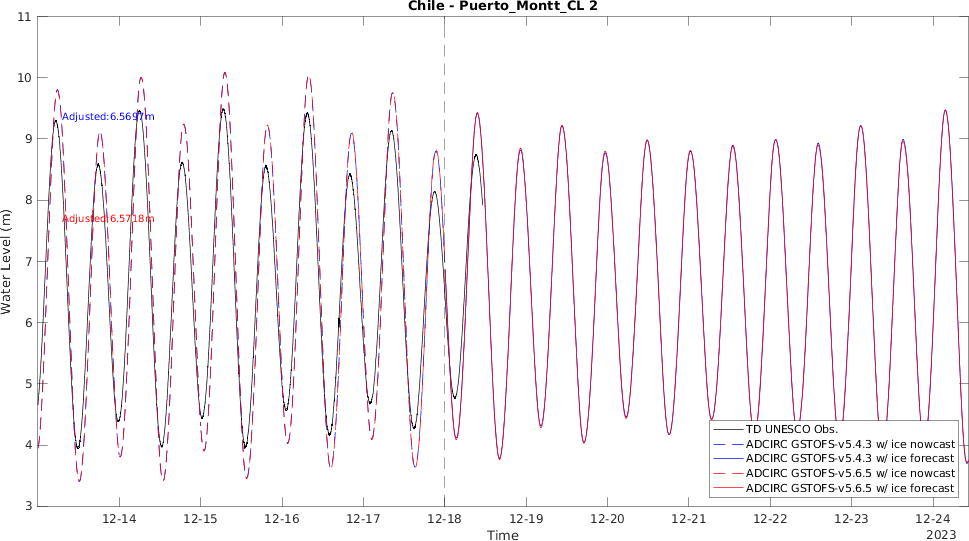 Chile - Puerto_Montt_CL 2
11
10
9
8
7
6
5
4
3
Water Level (m)
Adjusted:6.5697m
Adjusted:6.5718m
TD UNESCO Obs.
ADCIRC GSTOFS-v5.4.3 w/ ice nowcast
ADCIRC GSTOFS-v5.4.3 w/ ice forecast
ADCIRC GSTOFS-v5.6.5 w/ ice nowcast
ADCIRC GSTOFS-v5.6.5 w/ ice forecast
12-14 12-15 12-16 12-17 12-18 12-19 12-20 12-21 12-22 12-23 12-24
Time
2023